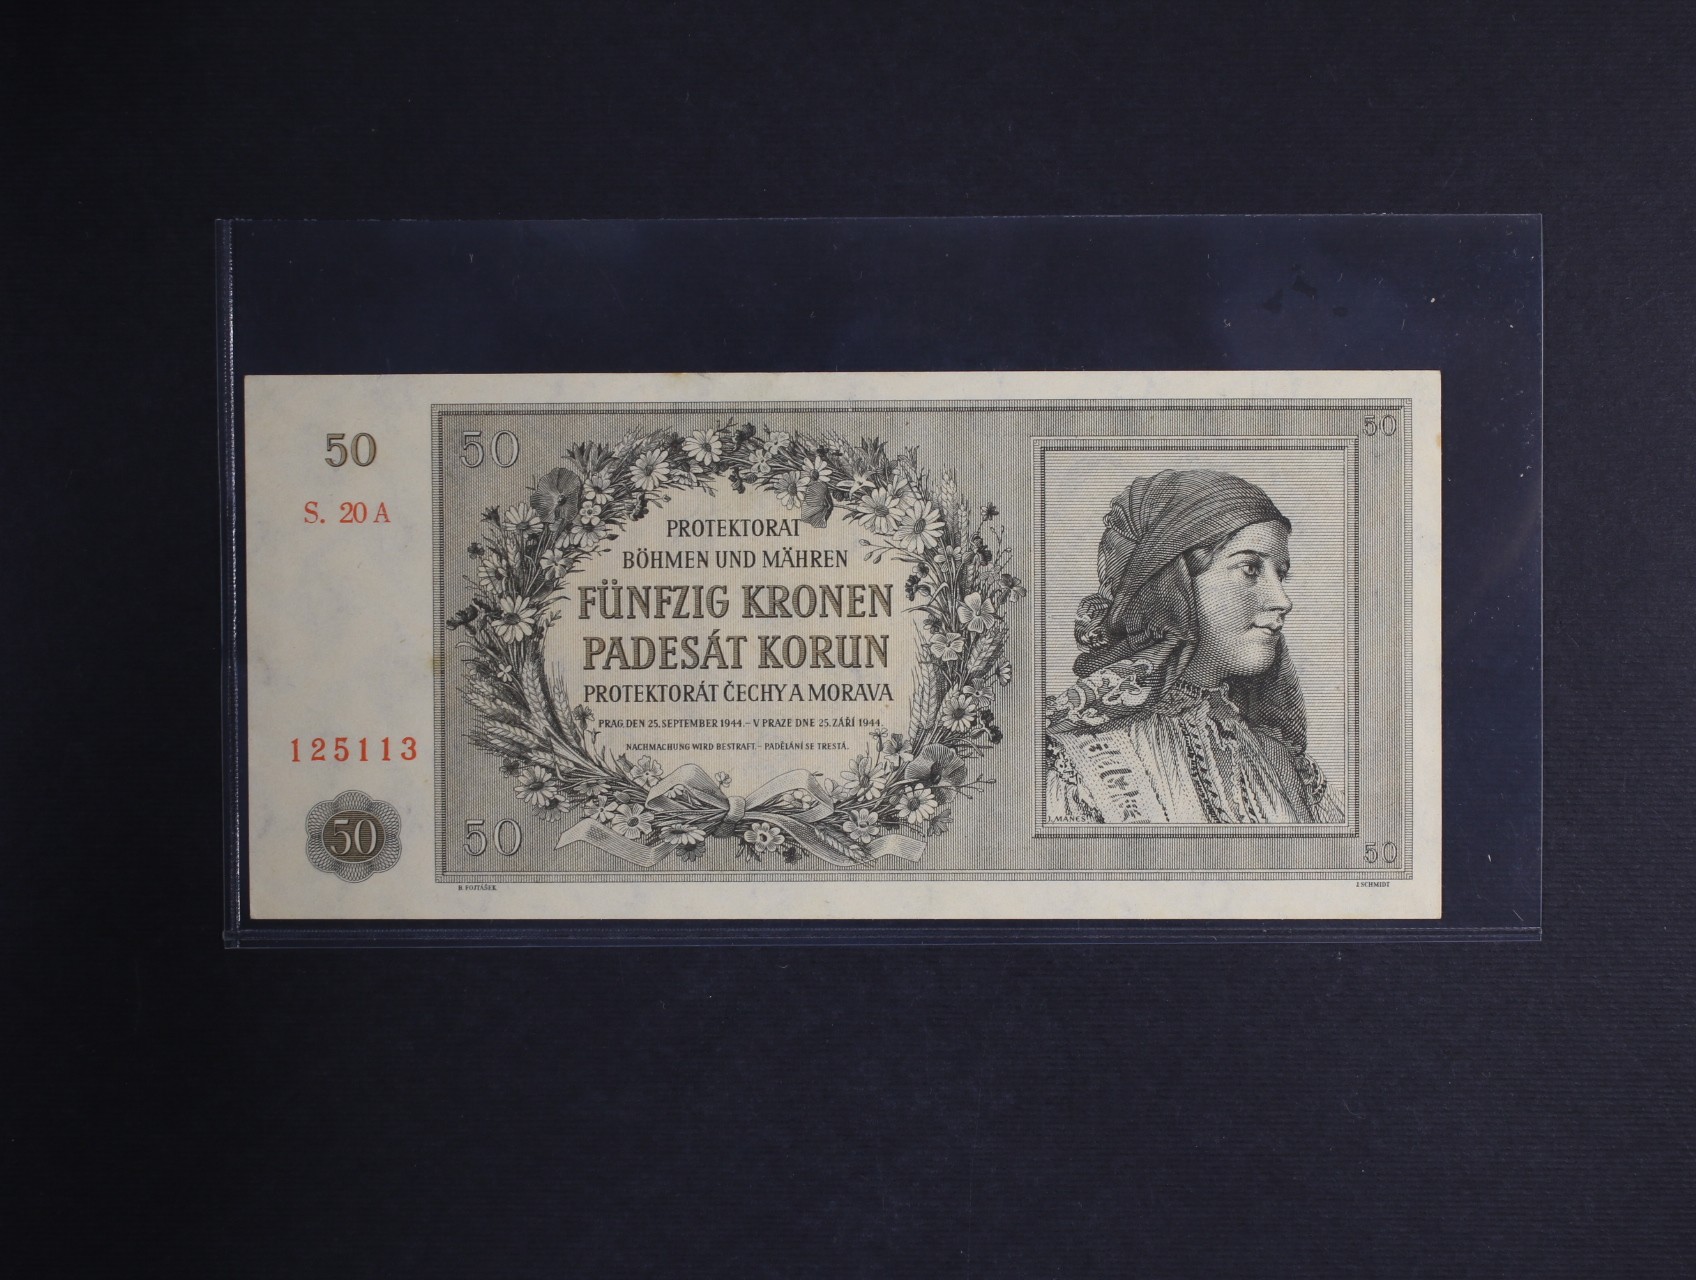 50
S. 20 A
125113
50
50
50
PROTEKTORAT
BÖHMEN UND MÄHREN
FÜNFZIG KRONEN
PADESÁT KORUN
PROTEKTORÁT ČECHY A MORAVA
PRAG, DEN 25. SEPTEMBER 1944. – V PRAZE DNE 25. ZÁŘÍ 1944.
NACHMACHUNG WIRD BESTRAFT. – PADĚLÁNÍ SE TRESTÁ.
50
J. MÁNES
50
B. FOJTÁŠEK
J. SCHMIDT